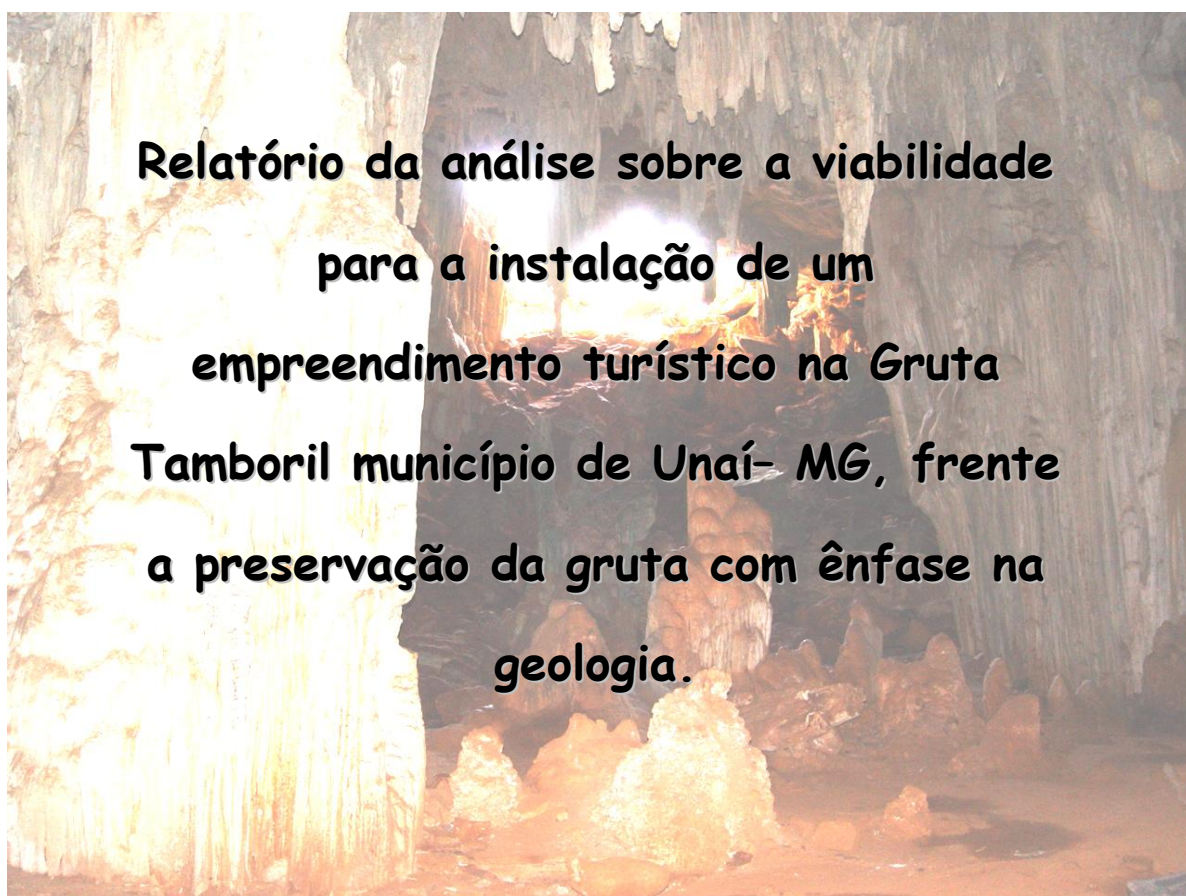 Relatório da análise sobre a viabilidade
para a instalação de um
empreendimento turístico na Gruta
Tamboril município de Unaí– MG, frente
a preservação da gruta com ênfase na
geologia.